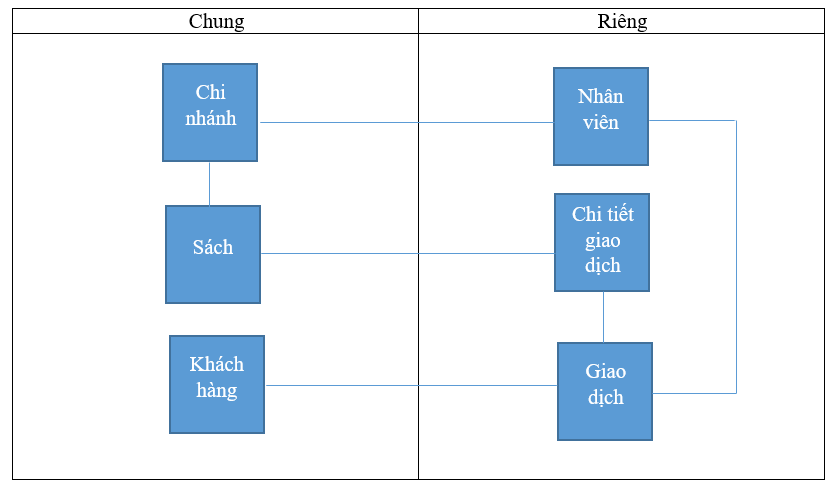 Chung
Riêng
Chi
nhánh
Nhân
viên
Sách
Chi tiết
giao
dịch
Khách
hàng
Giao
dịch